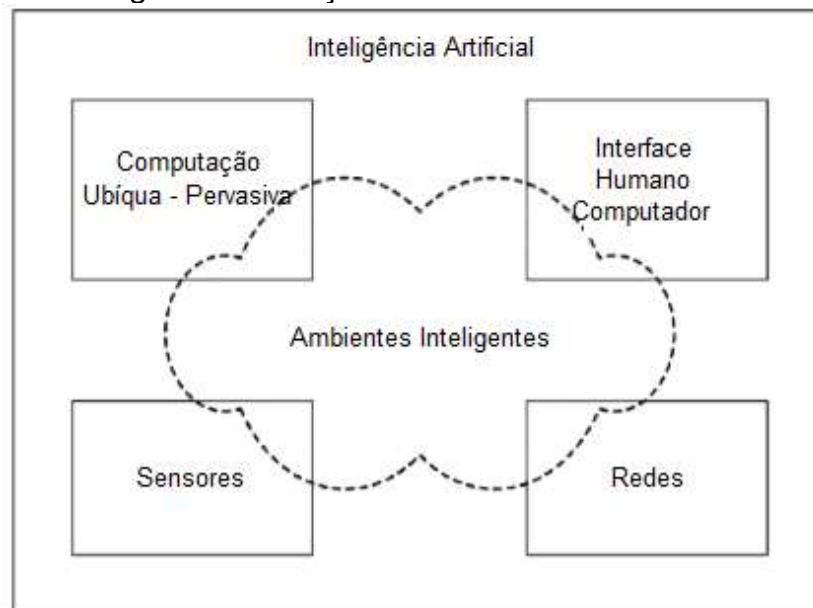 Inteligência Artificial
Computação
Ubíqua - Pervasiva
Interface
Humano
Computador
Ambientes Inteligentes
Sensores
Redes